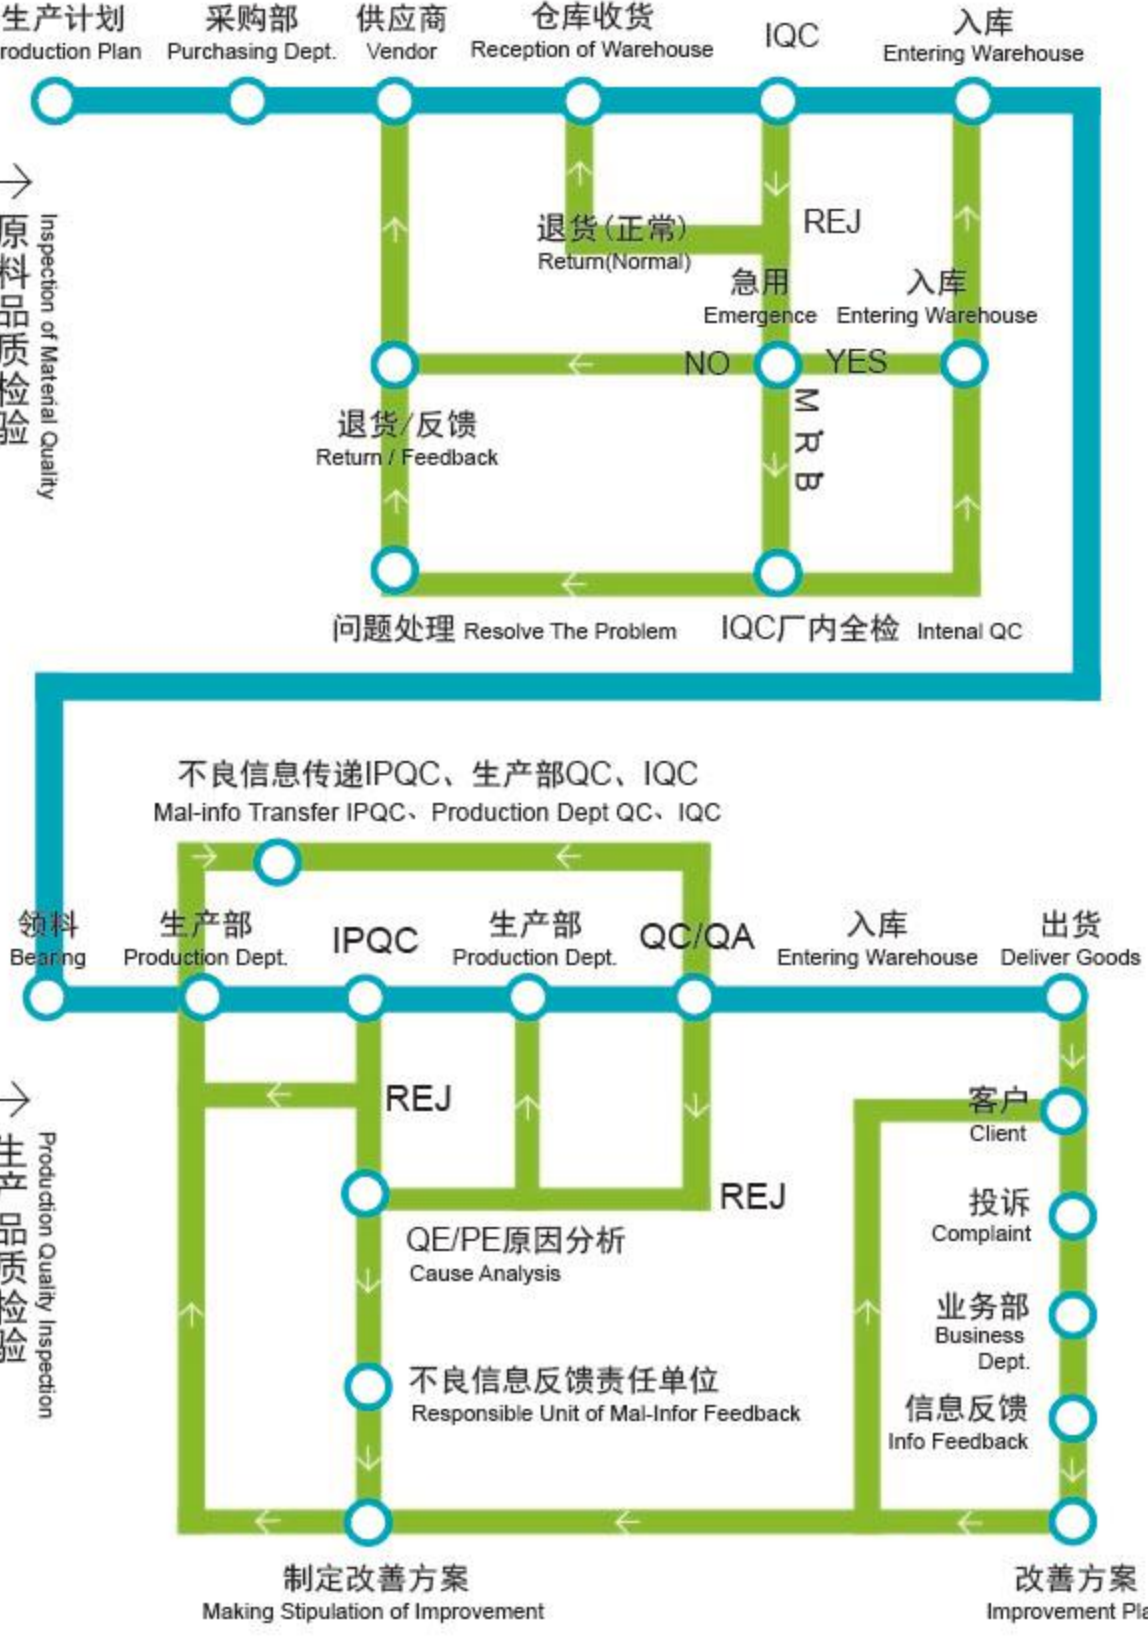 生产计划
roduction Plan
采购部
Purchasing Dept.
供应商
Vendor
仓库收货
Reception of Warehouse
IQC
入库
Entering Warehouse
原料品质检验
Inspection of Material Quality
退货(正常)
Return(Normal)
REJ
急用
Emergence
入库
Entering Warehouse
NO
YES
MRB
退货/反馈
Return / Feedback
问题处理 Resolve The Problem
IQC厂内全检 Intenal QC
不良信息传递IPQC、生产部QC、IQC
Mal-info Transfer IPQC、Production Dept QC、IQC
领料
Bearing
生产部
Production Dept.
IPQC
生产部
Production Dept.
QC/QA
入库
Entering Warehouse
出货
Deliver Goods
生产品质检验
Production Quality Inspection
REJ
REJ
QE/PE原因分析
Cause Analysis
不良信息反馈责任单位
Responsible Unit of Mal-Infor Feedback
客户
Client
投诉
Complaint
业务部
Business
Dept.
信息反馈
Info Feedback
制定改善方案
Making Stipulation of Improvement
改善方案
Improvement Pla